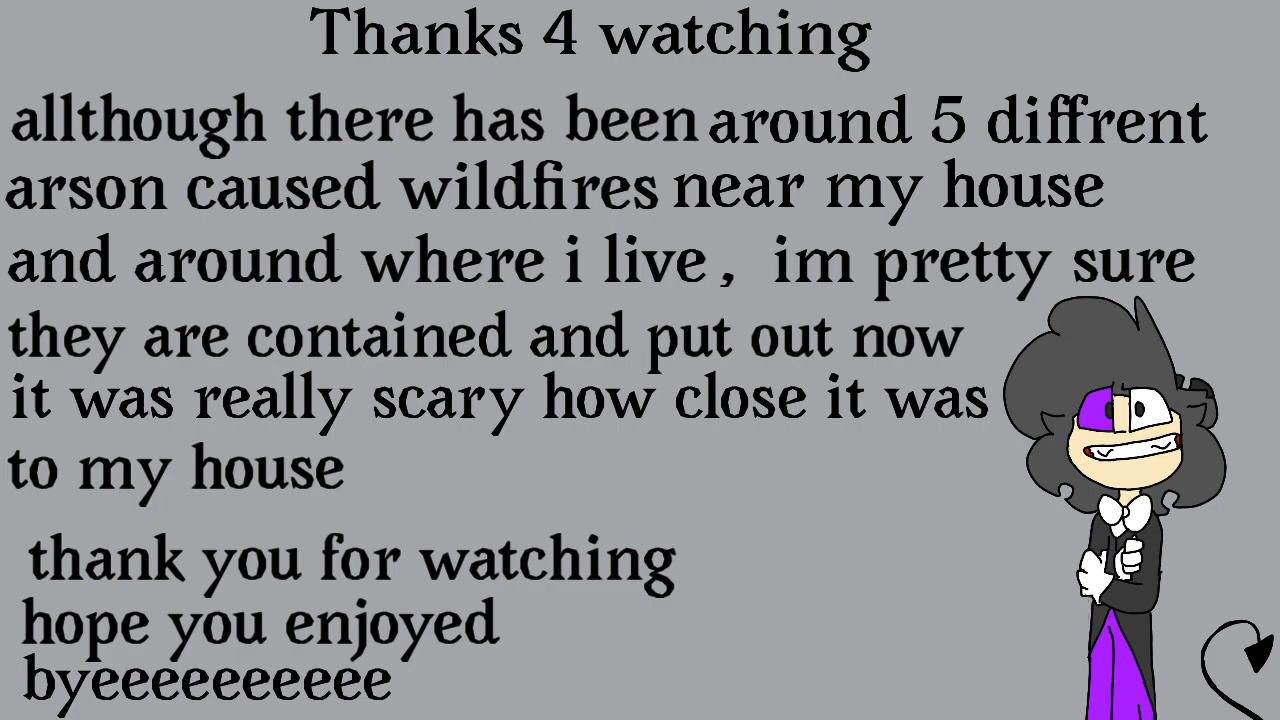 Thanks 4 watching
allthough there has been around 5 diffrent
arson caused wildfires near my house
and around where i live , im pretty sure
they are contained and put out now
it was really scary how close it was
to my house
thank you for watching
hope you enjoyed
byeeeeeeeeeee